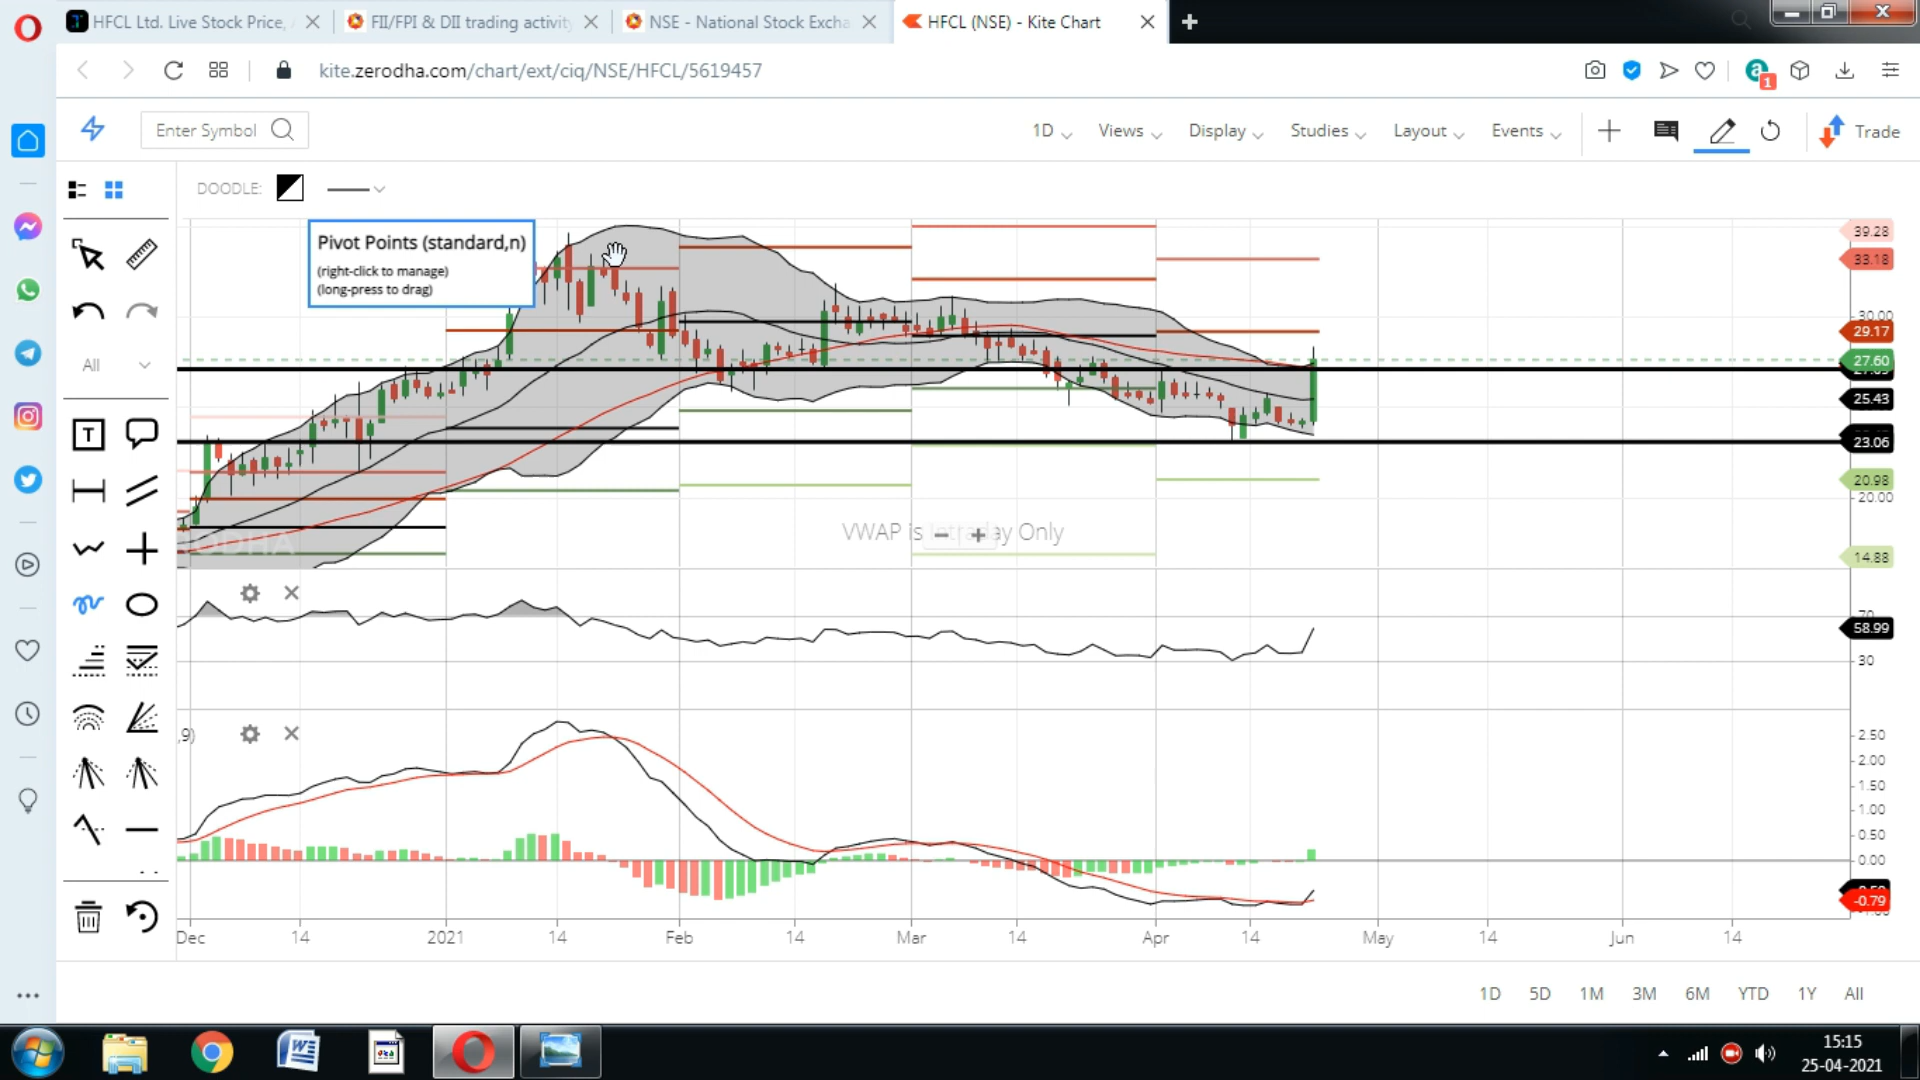 HFCL Ltd. Live Stock Price,
FII/FPI & DII trading activity
NSE - National Stock Excha
HFCL (NSE) - Kite Chart
kite.zerodha.com/chart/ext/ciq/NSE/HFCL/5619457
1
Enter Symbol
1D
Views
Display
Studies
Layout
Events
Trade
DOODLE:
Pivot Points (standard,n)
(right-click to manage)
(long-press to drag)
All
T
39.28
33.18
30.00
29.17
27.60
25.43
23.06
20.98
20.00
14.88
VWAP is Intraday Only
70
58.99
30
,9)
2.50
2.00
1.50
1.00
0.50
0.00
-0.79
Dec
14
2021
14
Feb
14
Mar
14
Apr
14
May
14
Jun
14
1D
5D
1M
3M
6M
YTD
1Y
All
15:15
25-04-2021